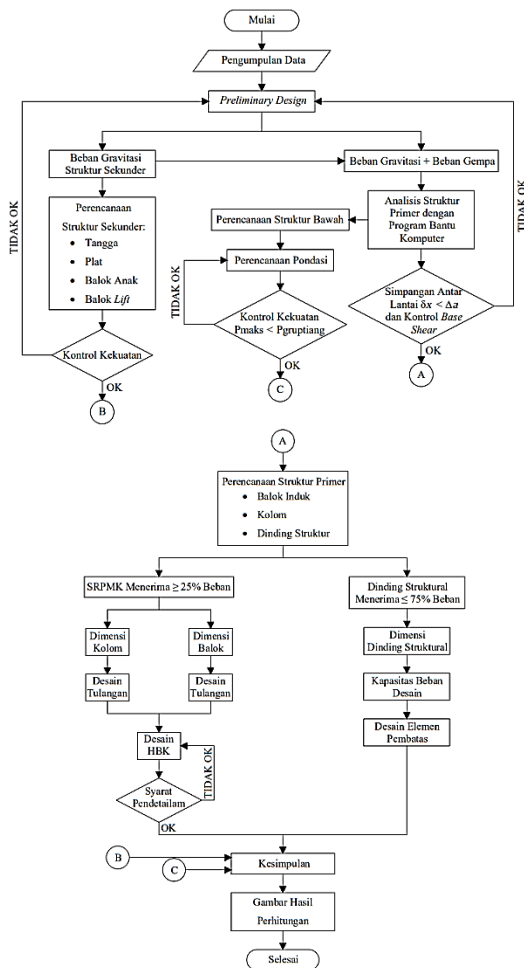 Mulai
Pengumpulan Data
Preliminary Design
Beban Gravitasi
Struktur Sekunder
Beban Gravitasi + Beban Gempa
TIDAK OK
Perencanaan
Struktur Sekunder:
• Tangga
• Plat
• Balok Anak
• Balok Lift
Kontrol Kekuatan
OK
B
Perencanaan Struktur Bawah
Perencanaan Pondasi
TIDAK OK
Kontrol Kekuatan
Pmaks < Pgruptiang
OK
C
Analisis Struktur
Primer dengan
Program Bantu
Komputer
TIDAK OK
Simpangan Antar
Lantai δx < Δa
dan Kontrol Base
Shear
OK
A
A
Perencanaan Struktur Primer
• Balok Induk
• Kolom
• Dinding Struktur
SRPMK Menerima ≥ 25% Beban
Dimensi
Kolom
Dimensi
Balok
Desain
Tulangan
Desain
Tulangan
Desain
HBK
TIDAK OK
Syarat
Pendetailam
OK
Dinding Struktural
Menerima ≤ 75% Beban
Dimensi
Dinding Struktural
Kapasitas Beban
Desain
Desain Elemen
Pembatas
B
C
Kesimpulan
Gambar Hasil
Perhitungan
Selesai